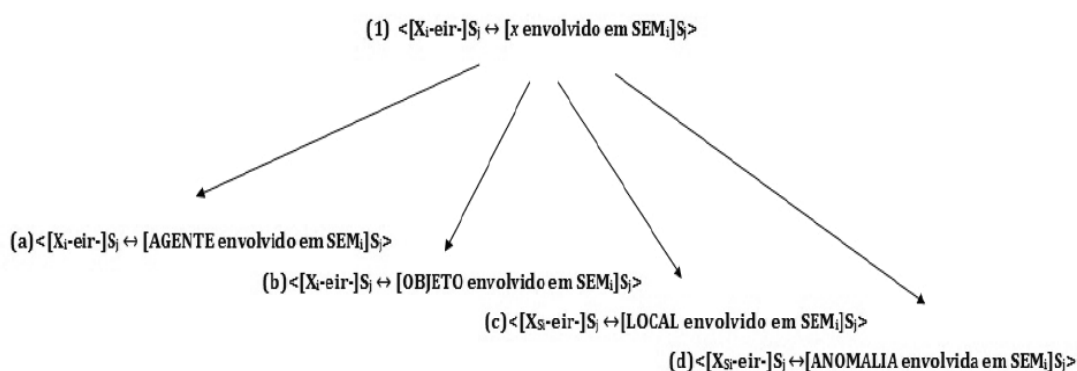 (1) <[Xi-eir-]Sj ↔ [x envolvido em SEMi]Sj>
(a)<[Xi-eir-]Sj ↔ [AGENTE envolvido em SEMi]Sj>
(b)<[Xi-eir-]Sj ↔ [OBJETO envolvido em SEMi]Sj>
(c)<[XSi-eir-]Sj ↔[LOCAL envolvido em SEMi]Sj>
(d)<[XSi-eir-]Sj ↔[ANOMALIA envolvida em SEMi]Sj>